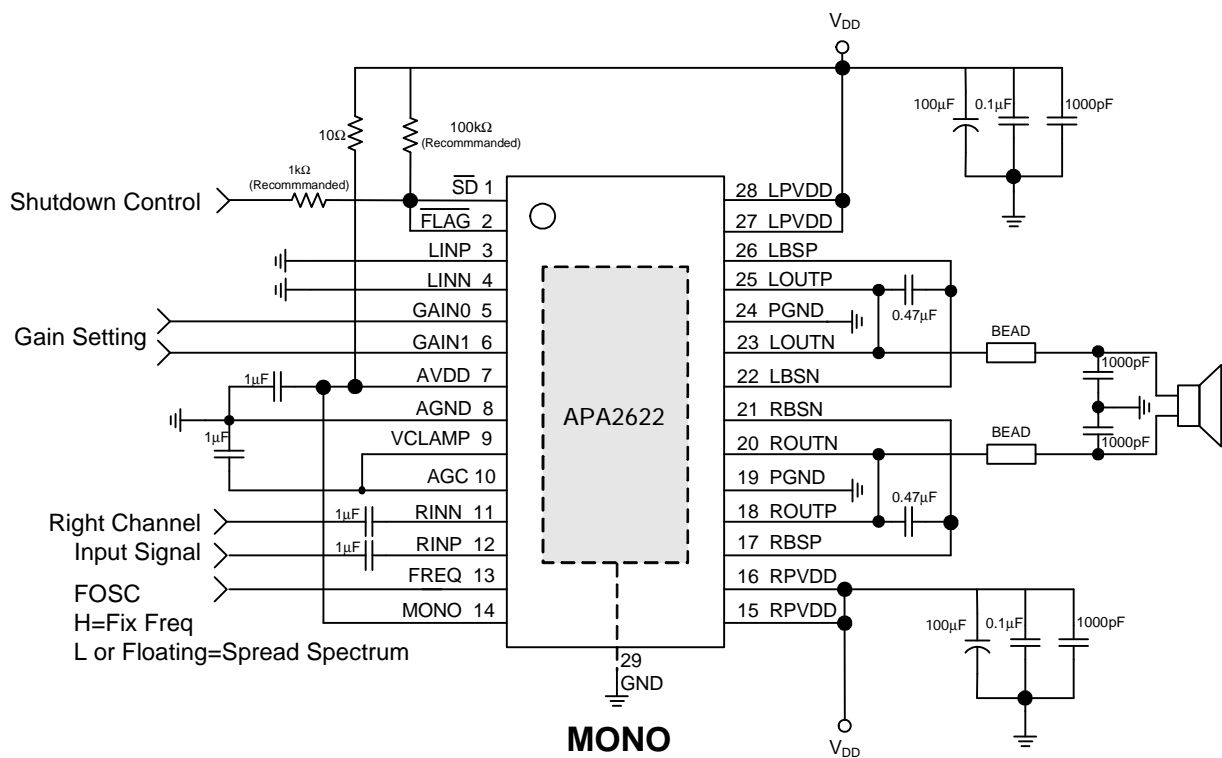 VDD
100µF 0.1µF 1000pF
10Ω
100kΩ
(Recommmanded)
1kΩ
(Recommmanded)
Shutdown Control
SD 1
FLAG 2
LINP 3
LINN 4
GAIN0 5
Gain Setting
GAIN1 6
1µF
AVDD 7
AGND 8
1µF
VCLAMP 9
AGC 10
Right Channel
1µF
RINN 11
Input Signal
1µF
RINP 12
FREQ 13
FOSC
H=Fix Freq
MONO 14
L or Floating=Spread Spectrum
APA2622
28 LPVDD
27 LPVDD
26 LBSP
25 LOUTP
0.47µF
24 PGND
23 LOUTN
BEAD
22 LBSN
1000pF
21 RBSN
20 ROUTN
BEAD
1000pF
19 PGND
0.47µF
18 ROUTP
17 RBSP
16 RPVDD
15 RPVDD
100µF 0.1µF 1000pF
29
GND
VDD
MONO